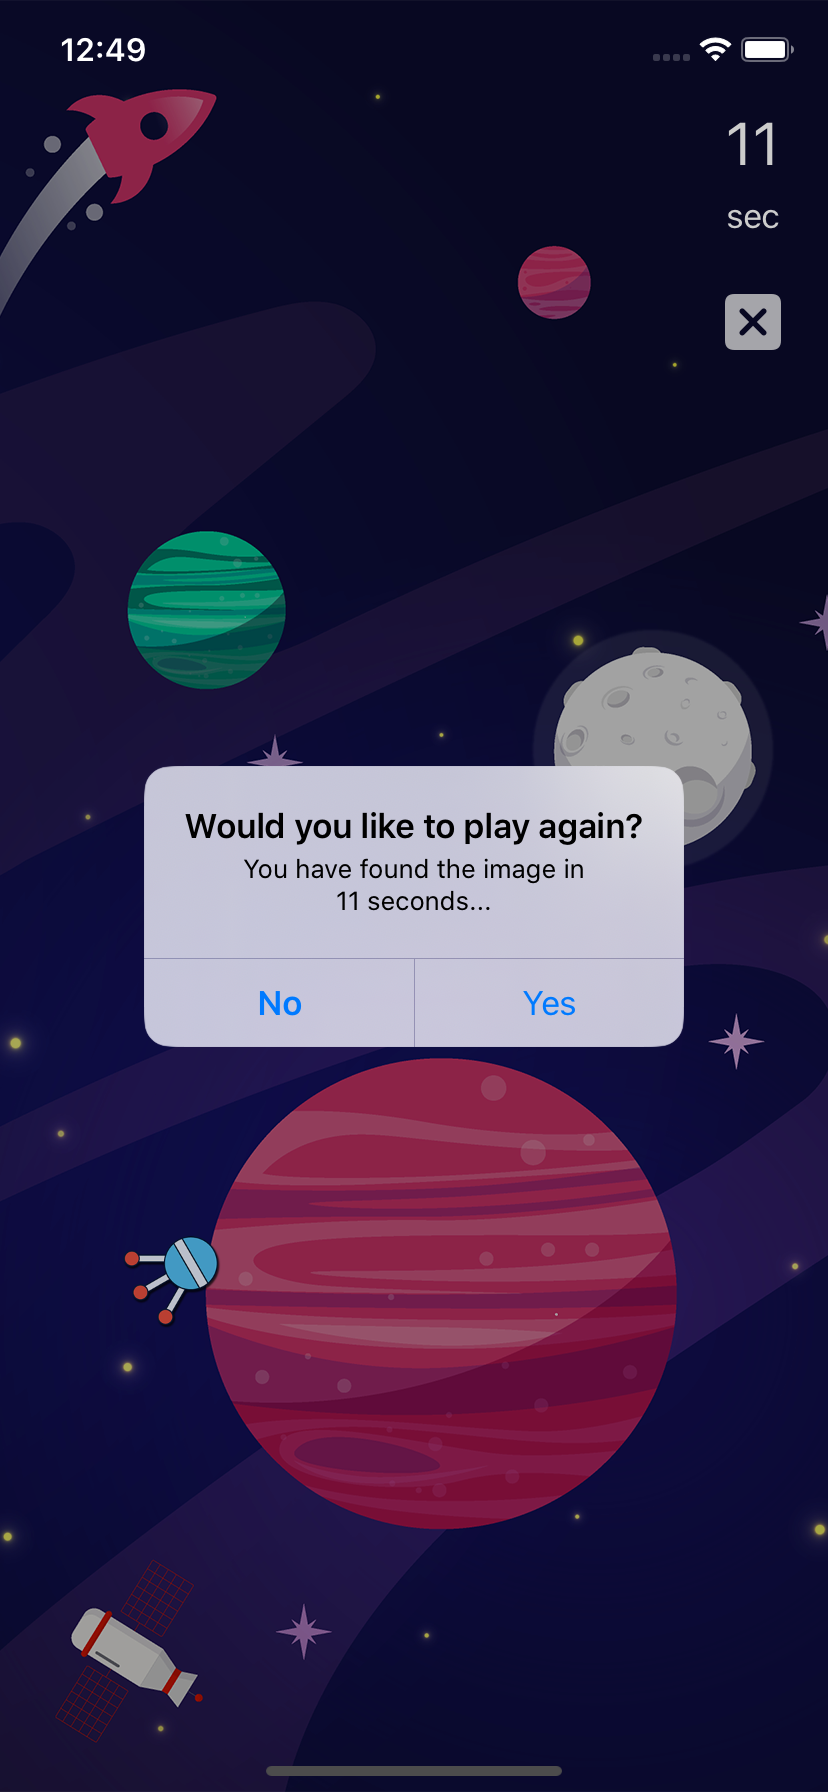 12:49
11
sec
Would you like to play again?
You have found the image in
11 seconds...
No
Yes